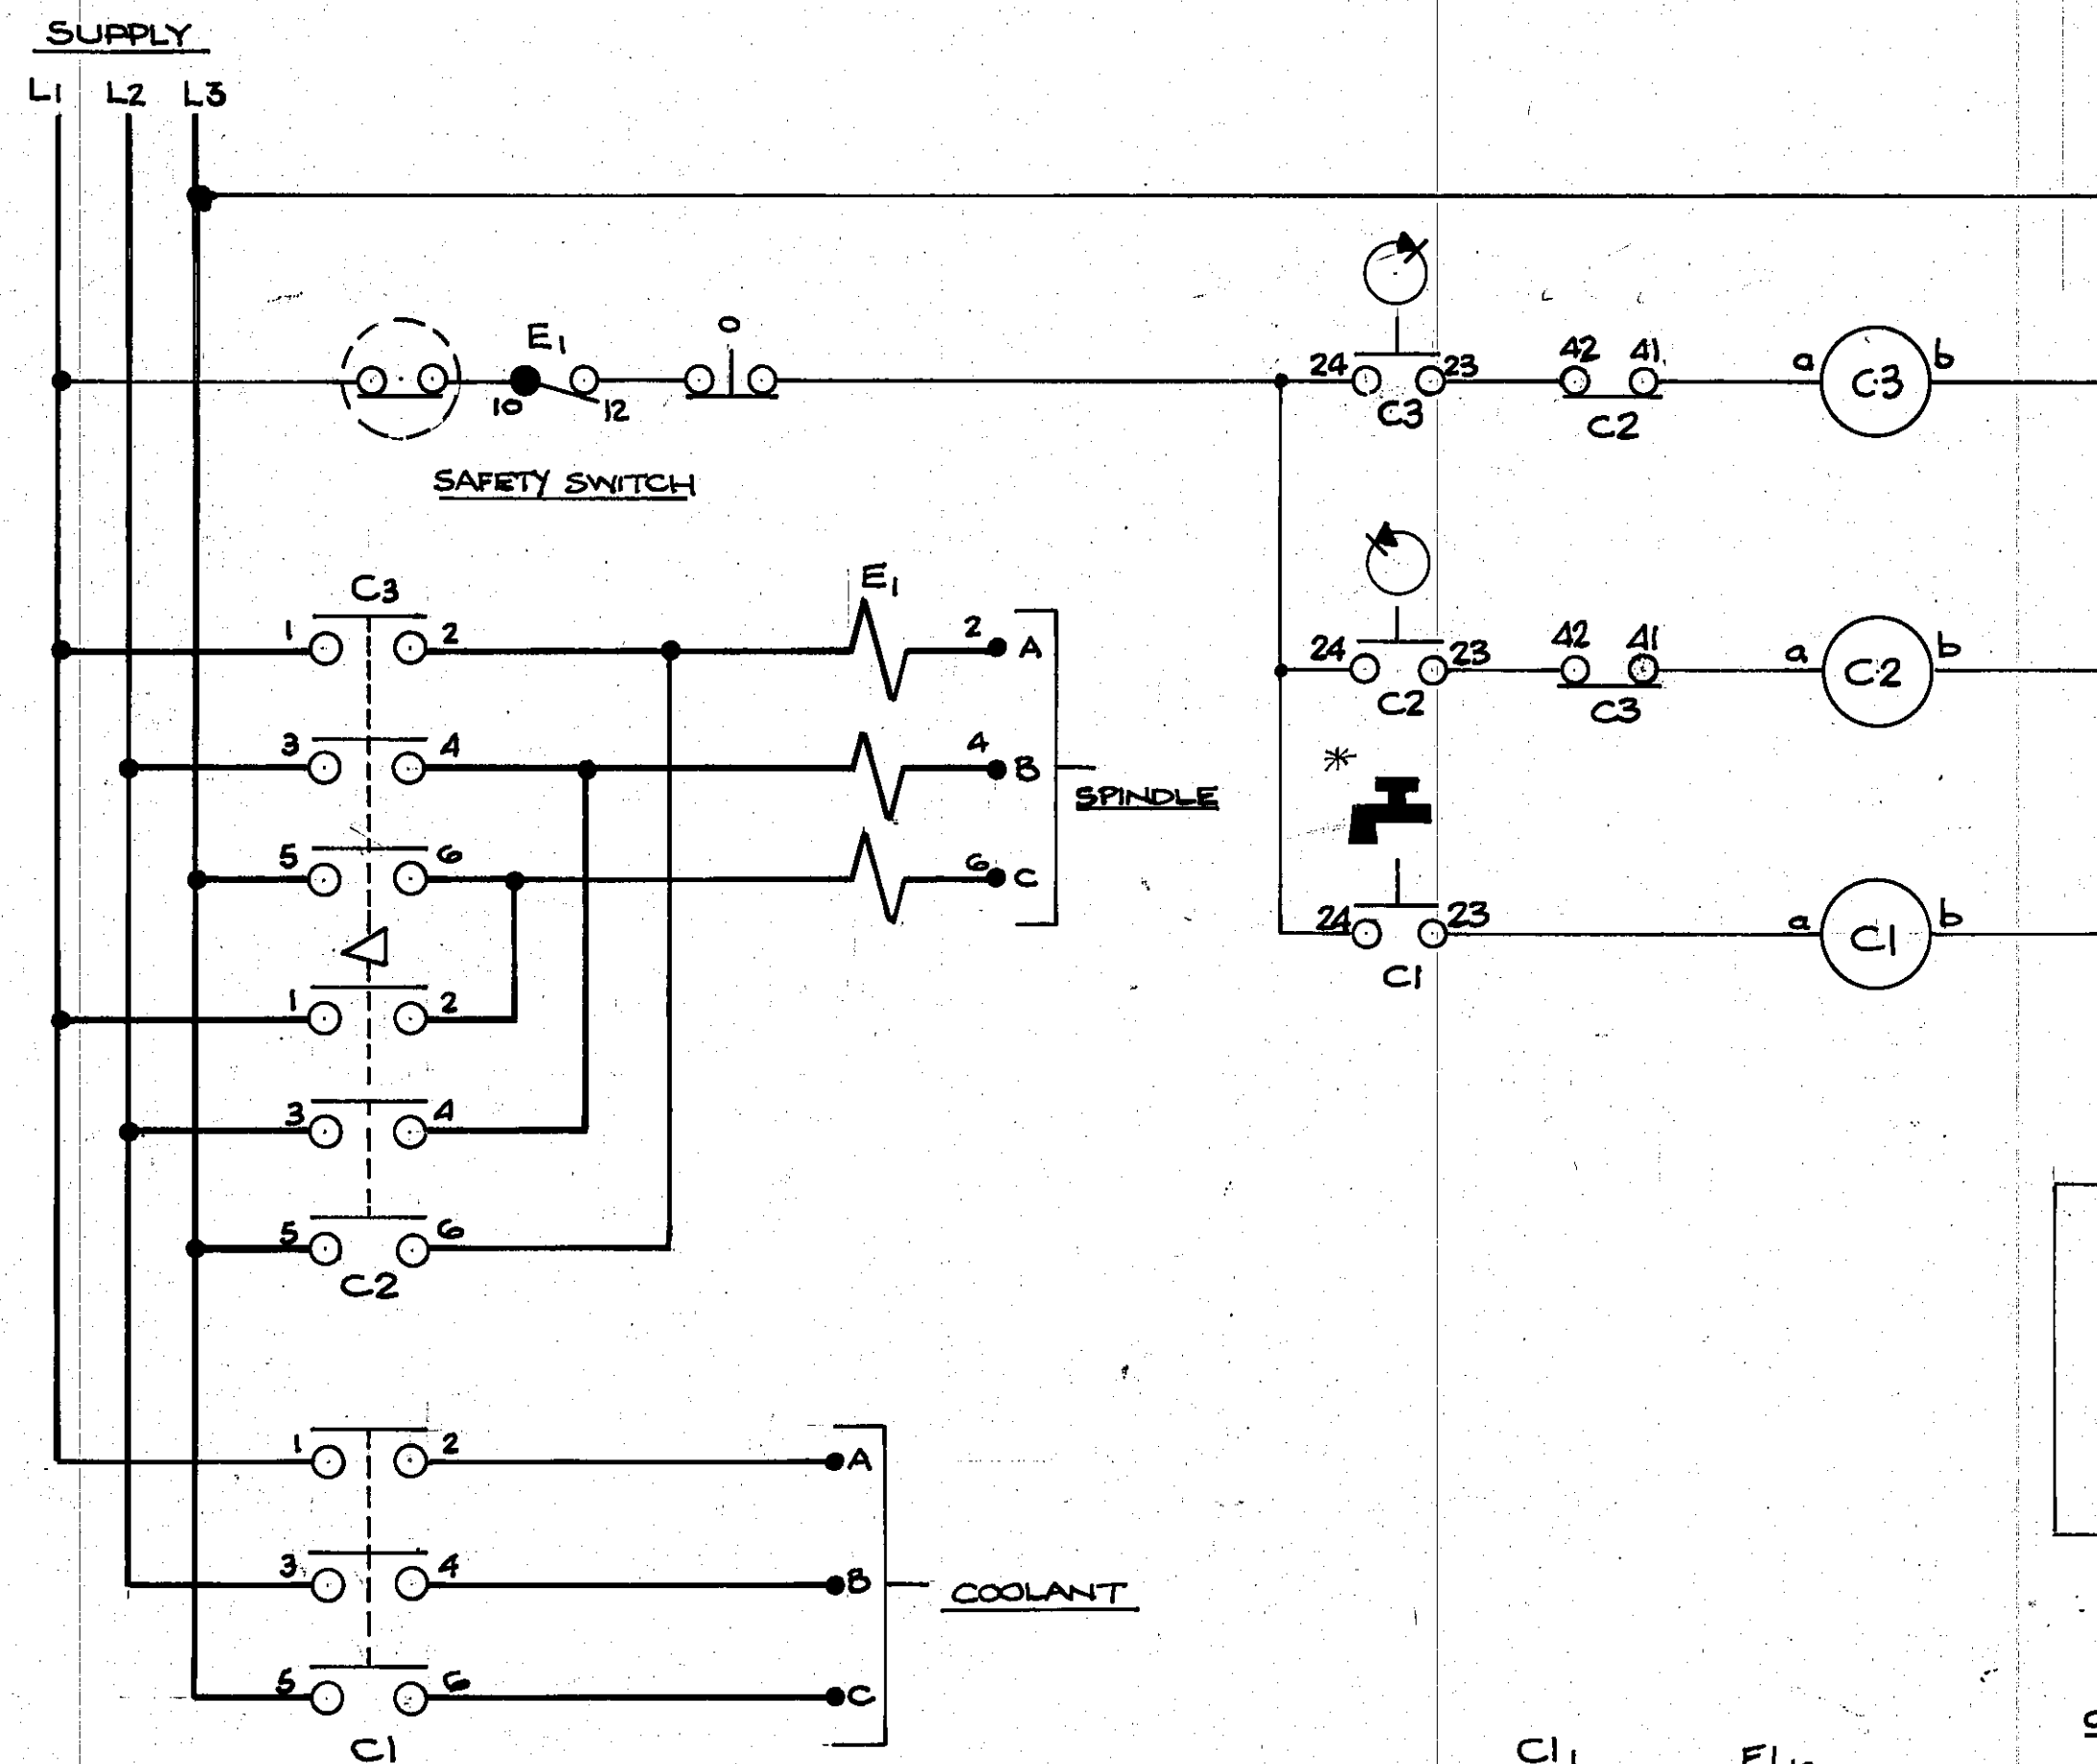 SUPPLY
L1 L2 L3
E1 O
10 12
SAFETY SWITCH
24 23 42 41 a C3 b
C3 C2
24 23 42 41 a C2 b
C2 C3
*
24 23 a C1 b
C1
C3 E1
1 2 2 A
3 4 4 B
SPINDLE
5 6 6 C
1 2
3 4
5 6
C2
1 2 A
3 4 B
COOLANT
5 6 C
C1